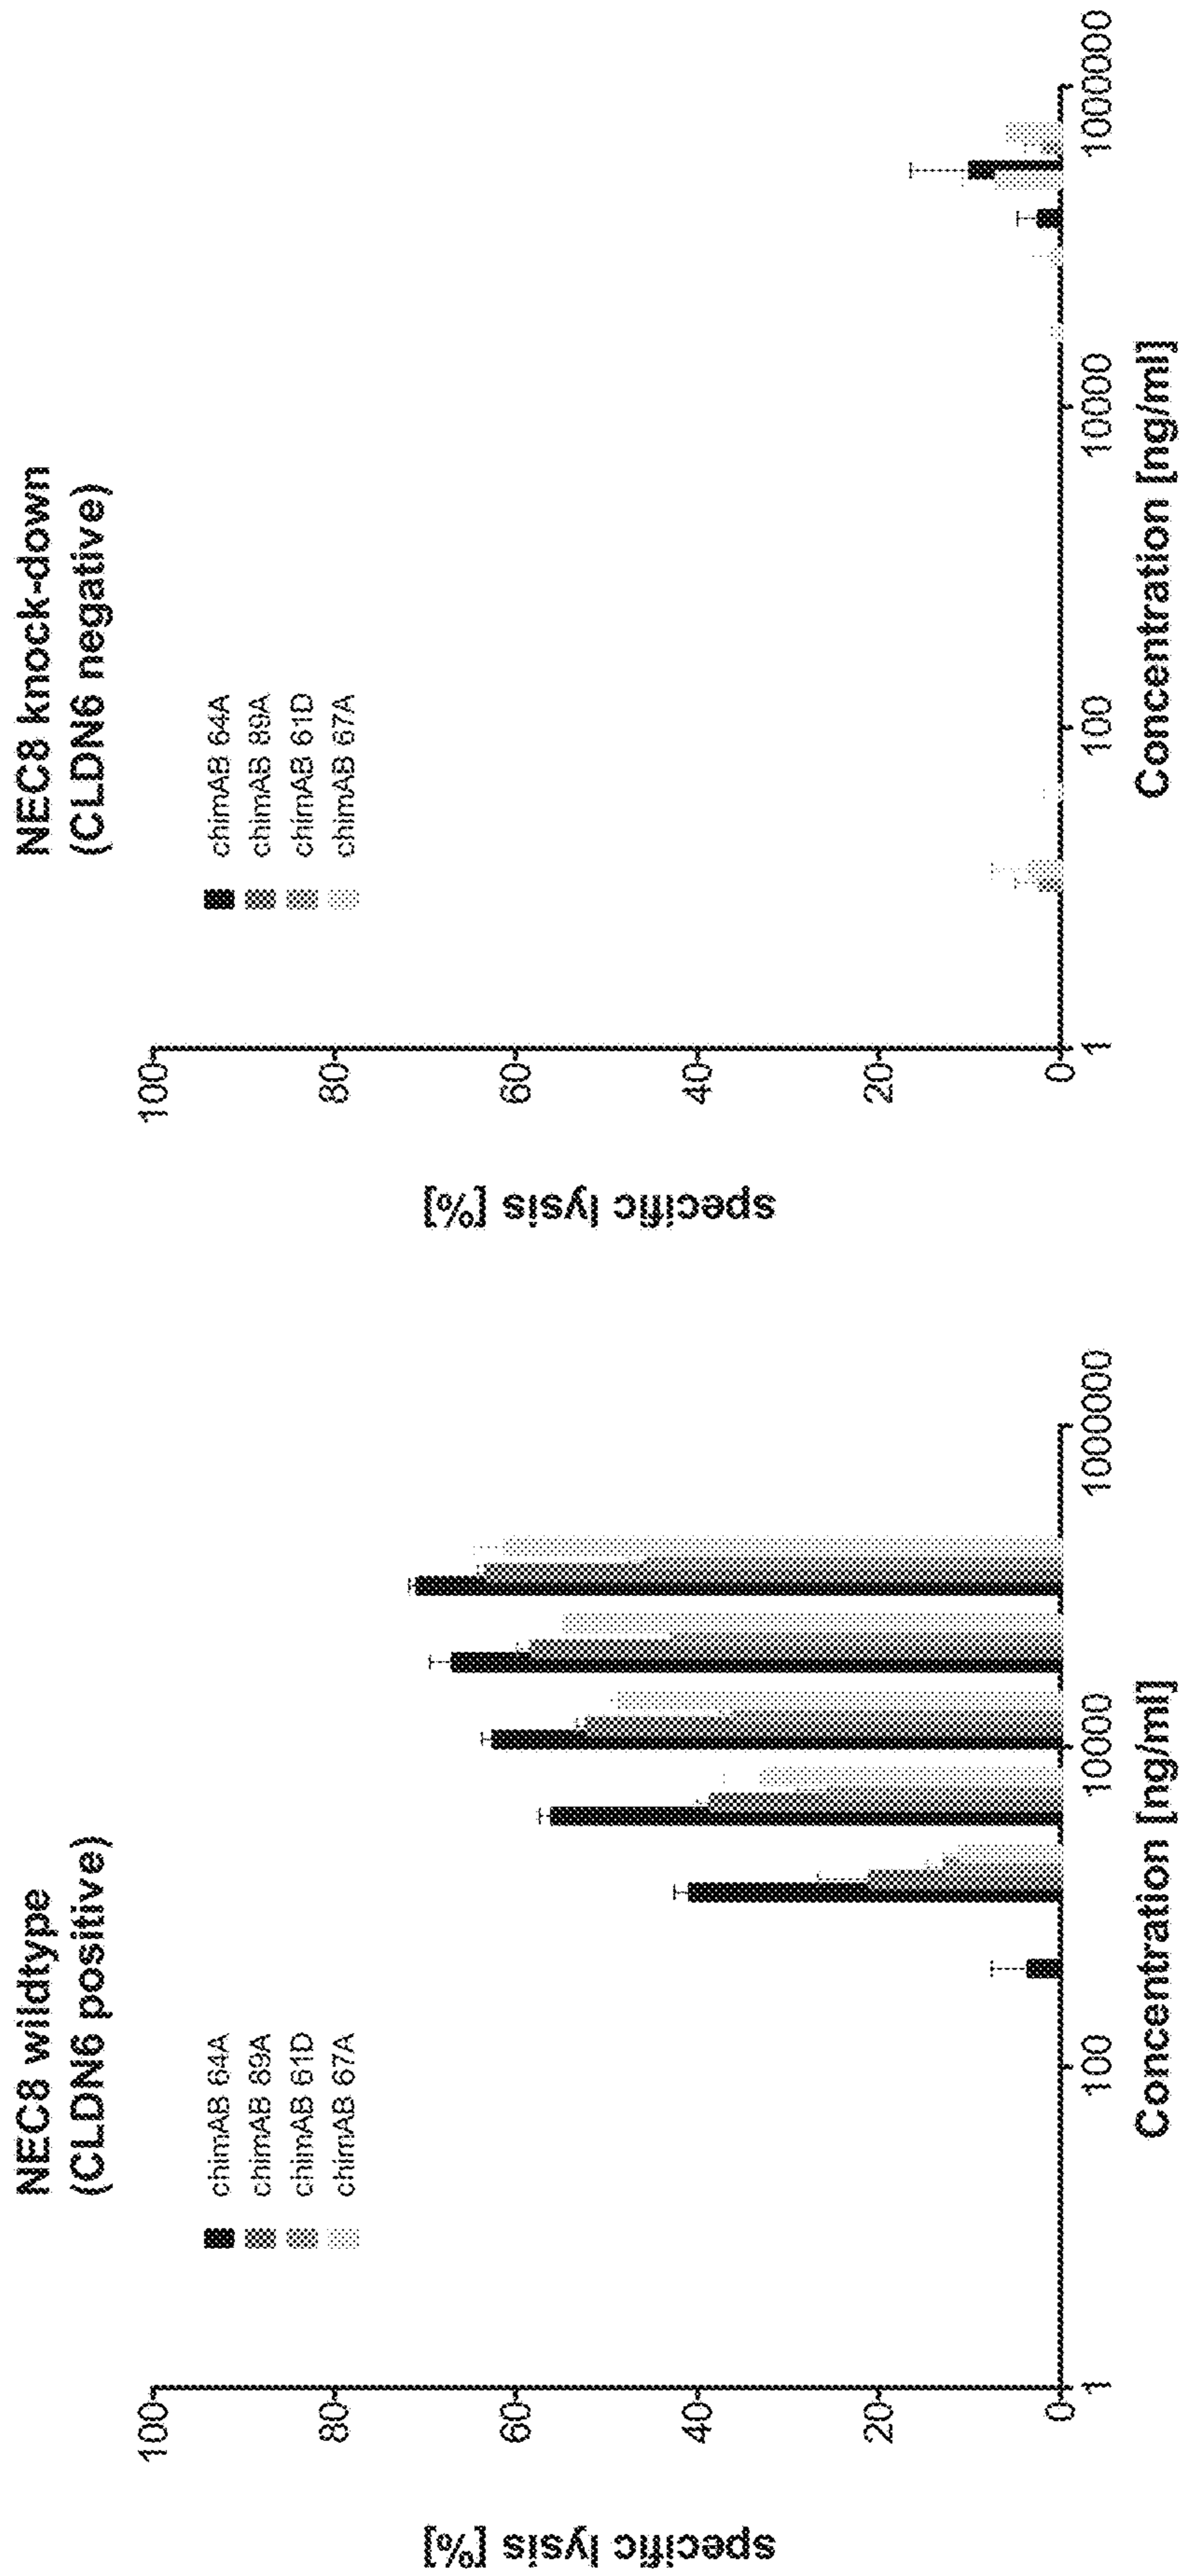 NEC8 wildtype
(CLDN6 positive)
chimAB 64A
chimAB 89A
chimAB 61D
chimAB 67A
specific lysis [%]
100
80
60
40
20
0
1
100
10000
1000000
Concentration [ng/ml]
NEC8 knock-down
(CLDN6 negative)
chimAB 64A
chimAB 89A
chimAB 61D
chimAB 67A
specific lysis [%]
100
80
60
40
20
0
1
100
10000
1000000
Concentration [ng/ml]